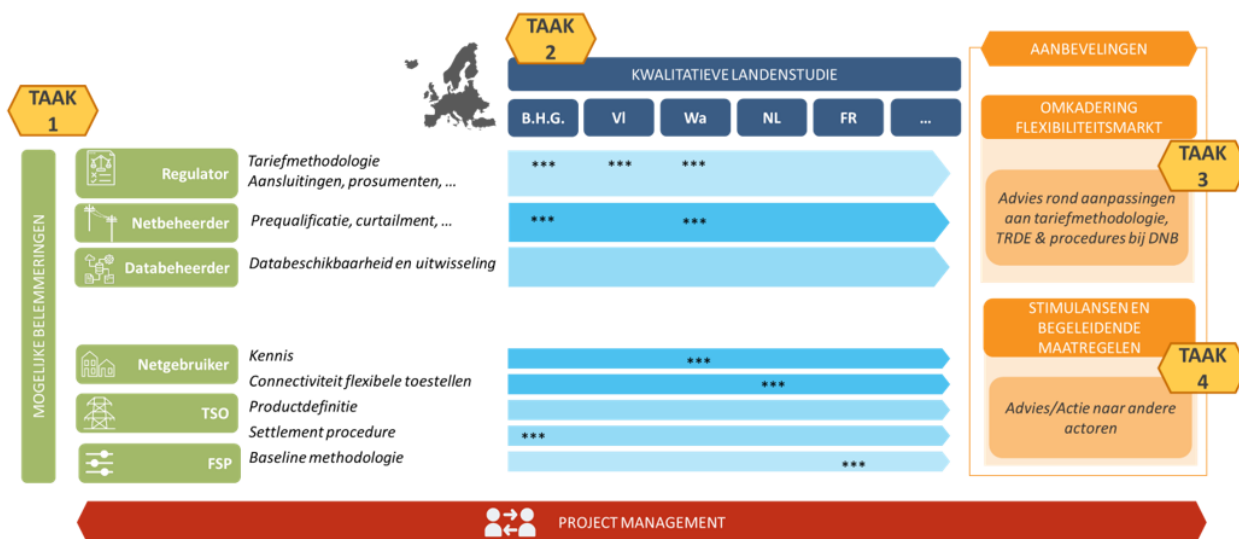 TAAK
1
MOGELIJKE BELEMMERINGEN
TAAK
2
KWALITATIEVE LANDENSTUDIE
B.H.G. Vl Wa NL FR ...
Regulator
Tariefmethodologie
Aansluitingen, prosumenten, ...
*** *** ***
Netbeheerder
Prequalificatie, curtailment, ...
*** ***
Databeheerder
Databeschikbaarheid en uitwisseling
Netgebruiker
Kennis
***
Connectiviteit flexibele toestellen
***
TSO
Productdefinitie
Settlement procedure
***
FSP
Baseline methodologie
***
AANBEVELINGEN
OMKADERING
FLEXIBILITEITSMARKT
TAAK
3
Advies rond aanpassingen
aan tariefmethodologie,
TRDE & procedures bij DNB
STIMULANSEN EN
BEGELEIDENDE
MAATREGELEN
TAAK
4
Advies/Actie naar andere
actoren
PROJECT MANAGEMENT